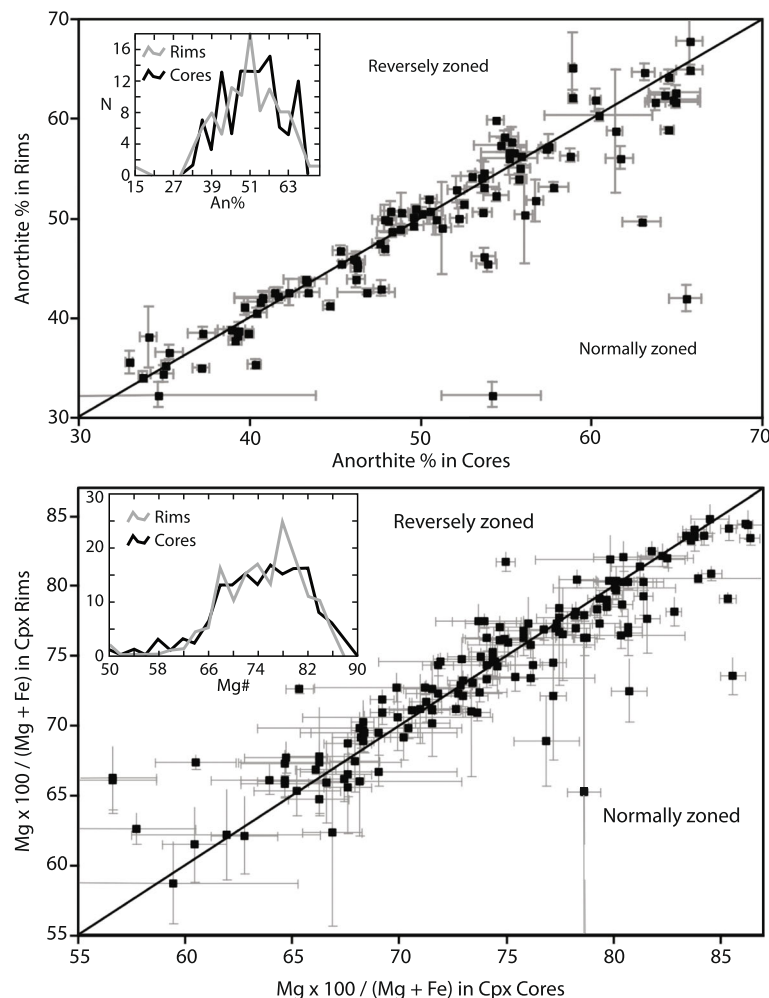 70
60
50
40
30
Anorthite % in Rims
16
12
8
4
0
N
Rims
Cores
15 27 39 51 63
An%
Reversely zoned
Normally zoned
30 40 50 60 70
Anorthite % in Cores
85
80
75
70
65
60
55
Mg x 100 / (Mg + Fe) in Cpx Rims
30
20
10
0
Rims
Cores
50 58 66 74 82 90
Mg#
Reversely zoned
Normally zoned
55 60 65 70 75 80 85
Mg x 100 / (Mg + Fe) in Cpx Cores